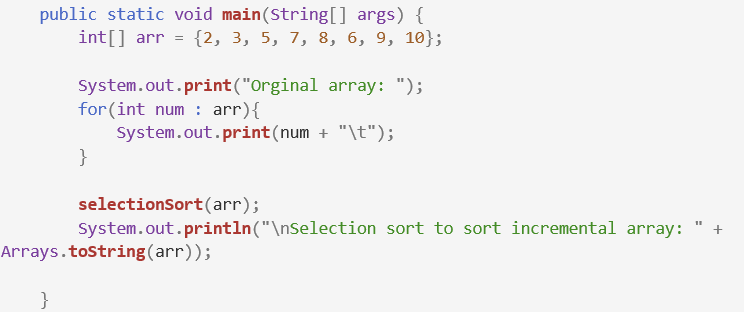 public static void main(String[] args) {
int[] arr = {2, 3, 5, 7, 8, 6, 9, 10};
System.out.print("Orginal array: ");
for(int num : arr){
System.out.print(num + "\t");
}
selectionSort(arr);
System.out.println("\nSelection sort to sort incremental array: " +
Arrays.toString(arr));
}